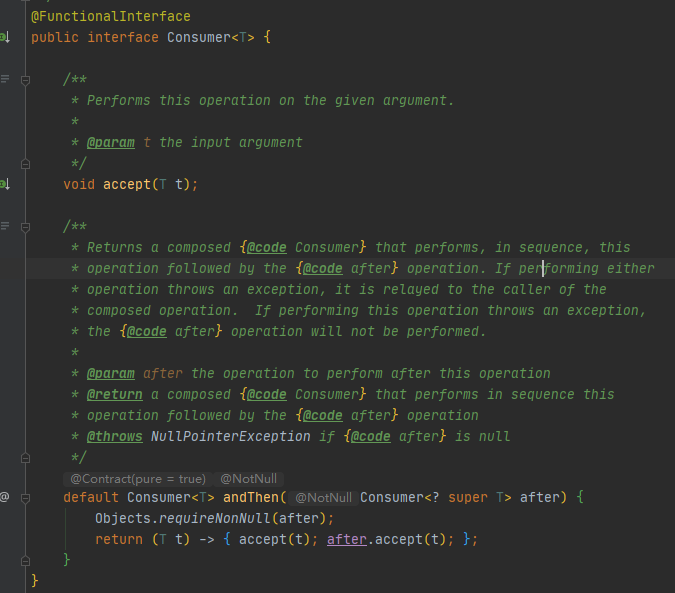 @FunctionalInterface
public interface Consumer<T> {
/**
* Performs this operation on the given argument.
*
* @param t the input argument
*/
void accept(T t);
/**
* Returns a composed {@code Consumer} that performs, in sequence, this
* operation followed by the {@code after} operation. If performing either
* operation throws an exception, it is relayed to the caller of the
* composed operation.  If performing this operation throws an exception,
* the {@code after} operation will not be performed.
*
* @param after the operation to perform after this operation
* @return a composed {@code Consumer} that performs in sequence this
* operation followed by the {@code after} operation
* @throws NullPointerException if {@code after} is null
*/
@Contract(pure = true) @NotNull
default Consumer<T> andThen( @NotNull Consumer<? super T> after) {
Objects.requireNonNull(after);
return (T t) -> { accept(t); after.accept(t); };
}
}